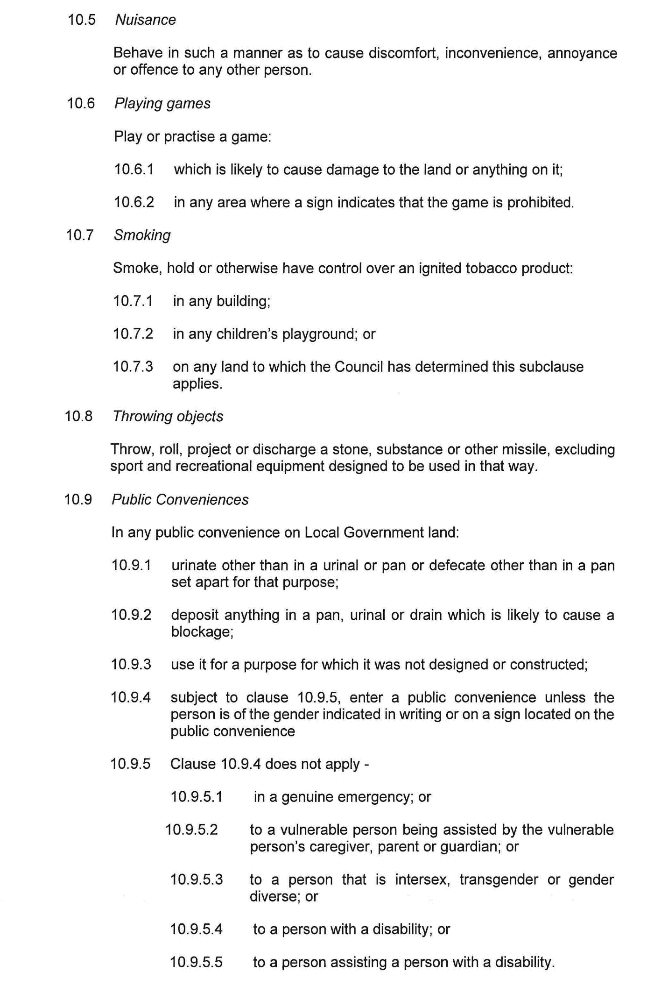 10.5 Nuisance
Behave in such a manner as to cause discomfort, inconvenience, annoyance
or offence to any other person.
10.6 Playing games
Play or practise a game:
10.6.1 which is likely to cause damage to the land or anything on it;
10.6.2 in any area where a sign indicates that the game is prohibited.
10.7 Smoking
Smoke, hold or otherwise have control over an ignited tobacco product:
10.7.1 in any building;
10.7.2 in any children's playground; or
10.7.3 on any land to which the Council has determined this subclause
applies.
10.8 Throwing objects
Throw, roll, project or discharge a stone, substance or other missile, excluding
sport and recreational equipment designed to be used in that way.
10.9 Public Conveniences
In any public convenience on Local Government land:
10.9.1 urinate other than in a urinal or pan or defecate other than in a pan
set apart for that purpose;
10.9.2 deposit anything in a pan, urinal or drain which is likely to cause a
blockage;
10.9.3 use it for a purpose for which it was not designed or constructed;
10.9.4 subject to clause 10.9.5, enter a public convenience unless the
person is of the gender indicated in writing or on a sign located on the
public convenience
10.9.5 Clause 10.9.4 does not apply -
10.9.5.1 in a genuine emergency; or
10.9.5.2 to a vulnerable person being assisted by the vulnerable
person's caregiver, parent or guardian; or
10.9.5.3 to a person that is intersex, transgender or gender
diverse; or
10.9.5.4 to a person with a disability; or
10.9.5.5 to a person assisting a person with a disability.